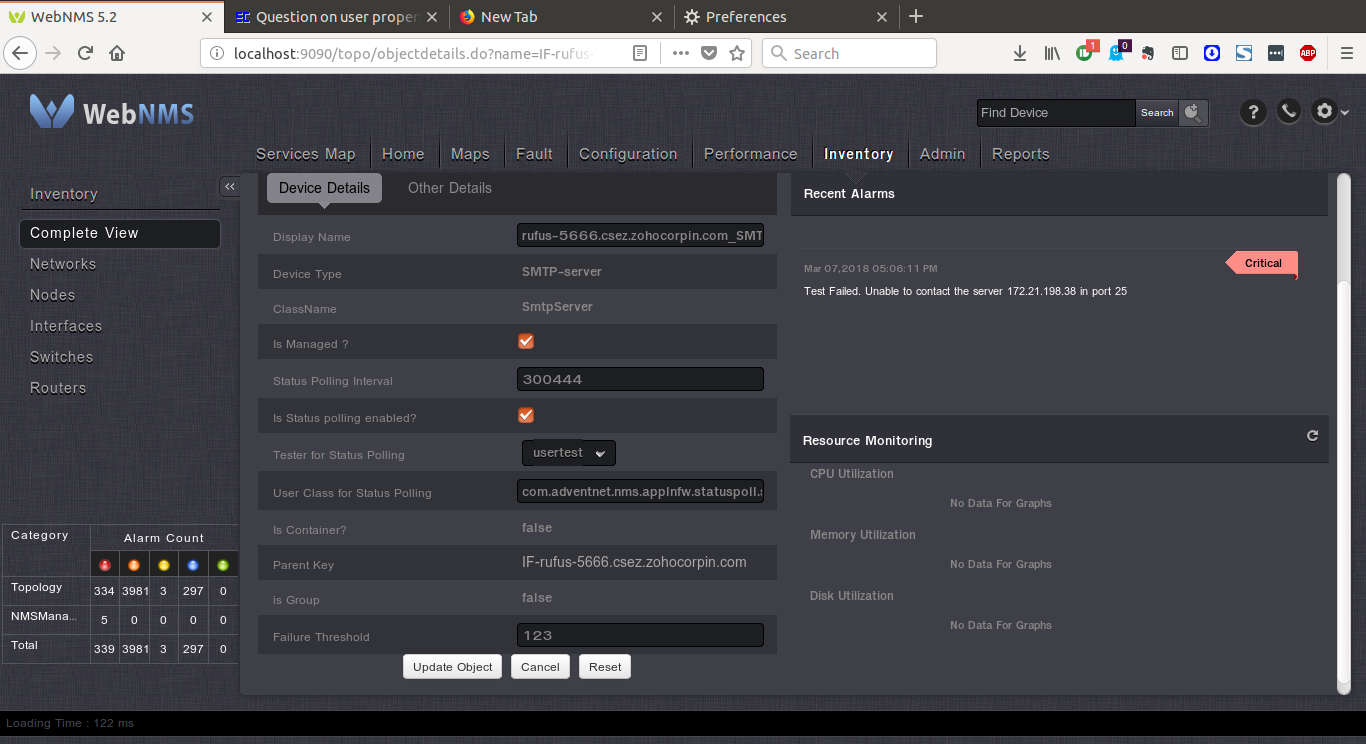 WebNMS 5.2
Question on user proper
New Tab
Preferences
localhost:9090/topo/objectdetails.do?name=IF-rufus-
Search
1
0
ABP
WebNMS
Find Device
Search
?
Services Map
Home
Maps
Fault
Configuration
Performance
Inventory
Admin
Reports
Inventory
Complete View
Networks
Nodes
Interfaces
Switches
Routers
Category Alarm Count
Topology 334 3981 3 297 0
NMSMana... 5 0 0 0 0
Total 339 3981 3 297 0
Device Details Other Details
Display Name rufus-5666.csez.zohocorpin.com_SMT
Device Type SMTP-server
ClassName SmtpServer
Is Managed ?
Status Polling Interval 300444
Is Status polling enabled?
Tester for Status Polling usertest
User Class for Status Polling com.adventnet.nms.appInfw.statuspoll.
Is Container? false
Parent Key IF-rufus-5666.csez.zohocorpin.com
is Group false
Failure Threshold 123
Update Object Cancel Reset
Recent Alarms
Critical
Mar 07,2018 05:06:11 PM
Test Failed. Unable to contact the server 172.21.198.38 in port 25
Resource Monitoring
CPU Utilization
No Data For Graphs
Memory Utilization
No Data For Graphs
Disk Utilization
No Data For Graphs
Loading Time : 122 ms